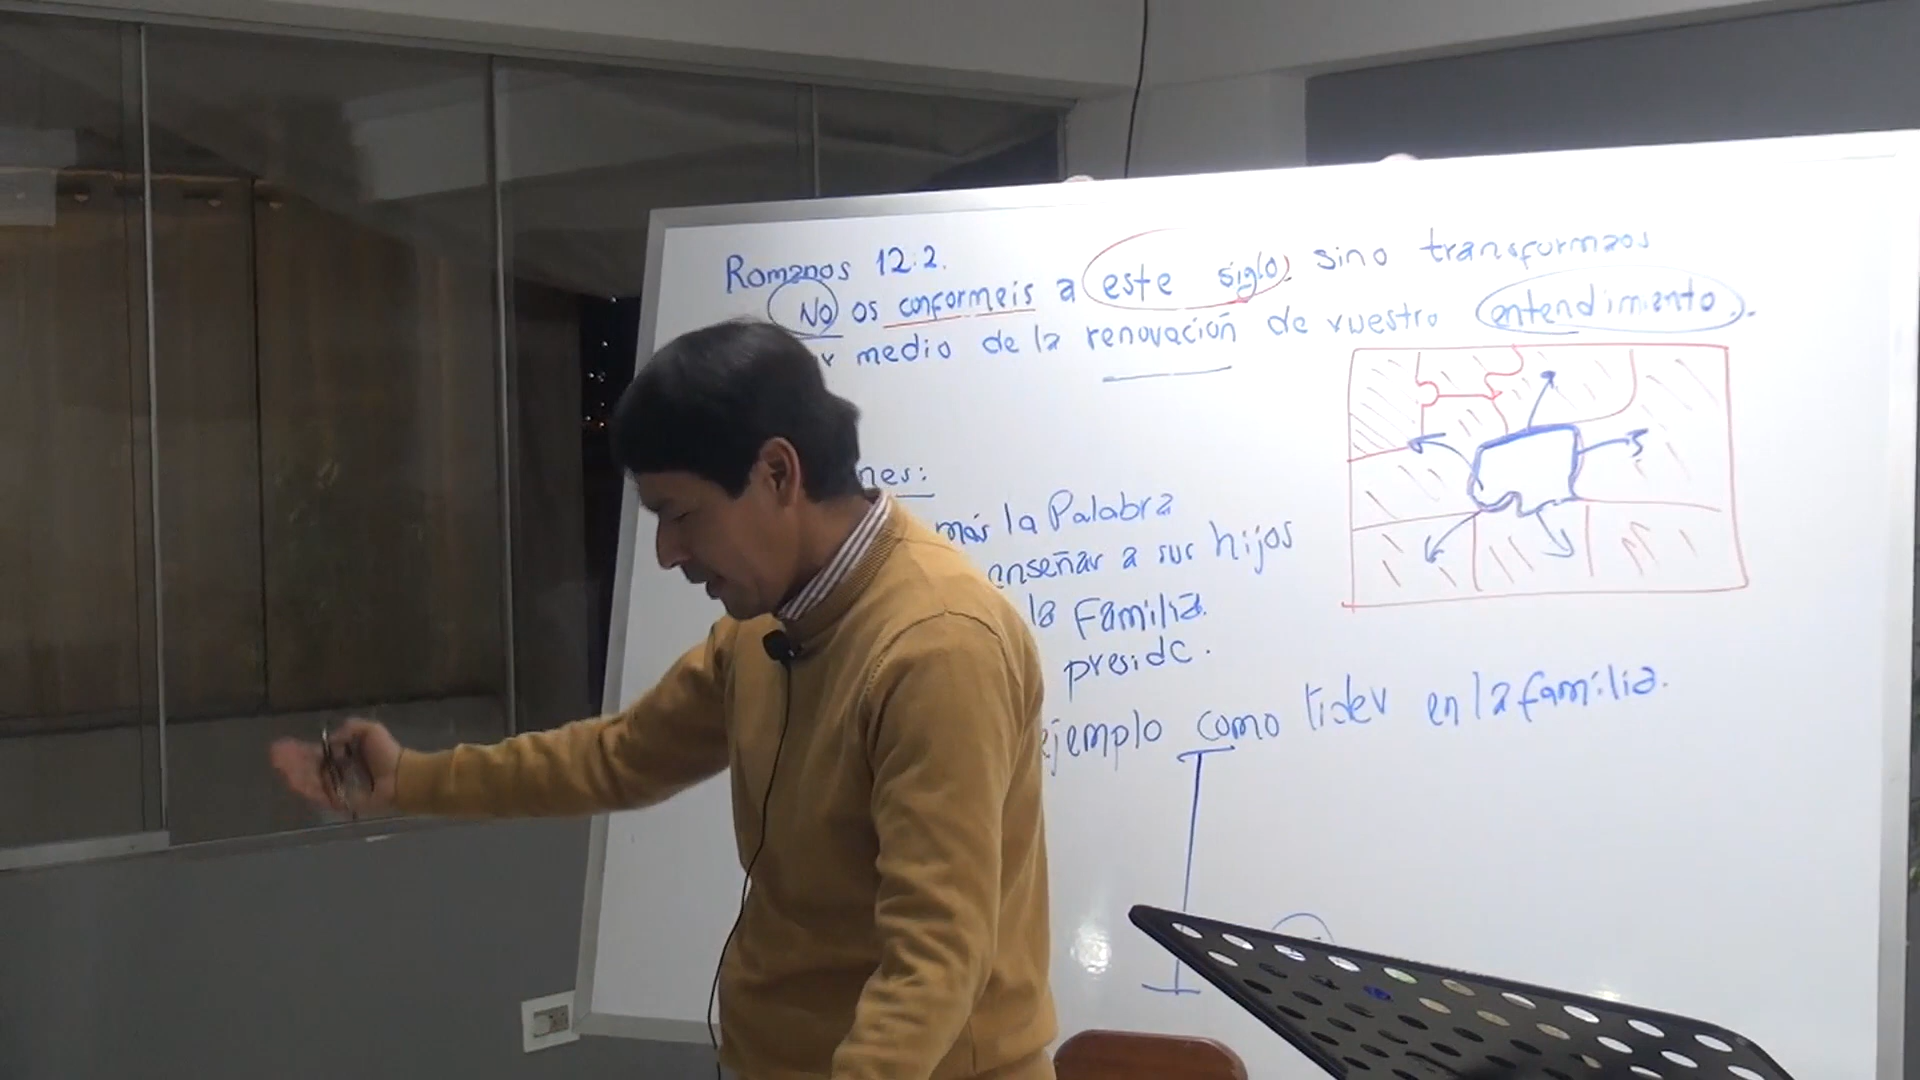 Romanos 12:2.
No os conformeis a este siglo, sino transformaos
medio de la renovación de vuestro entendimiento.
nes:
más la Palabra
enseñar a sus hijos
la Familia.
preside.
ejemplo como lider en la familia.